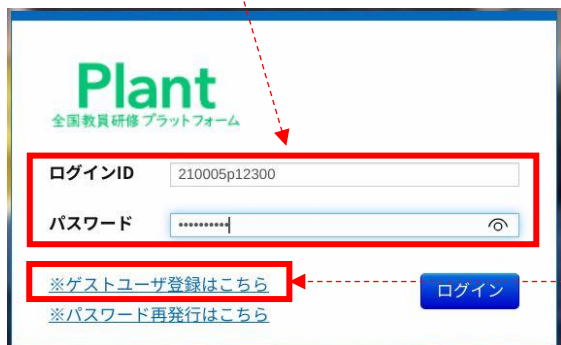 Plant
全国教員研修プラットフォーム
ログインID 210005p12300
パスワード ••••••••••
※ゲストユーザ登録はこちら
ログイン
※パスワード再発行はこちら